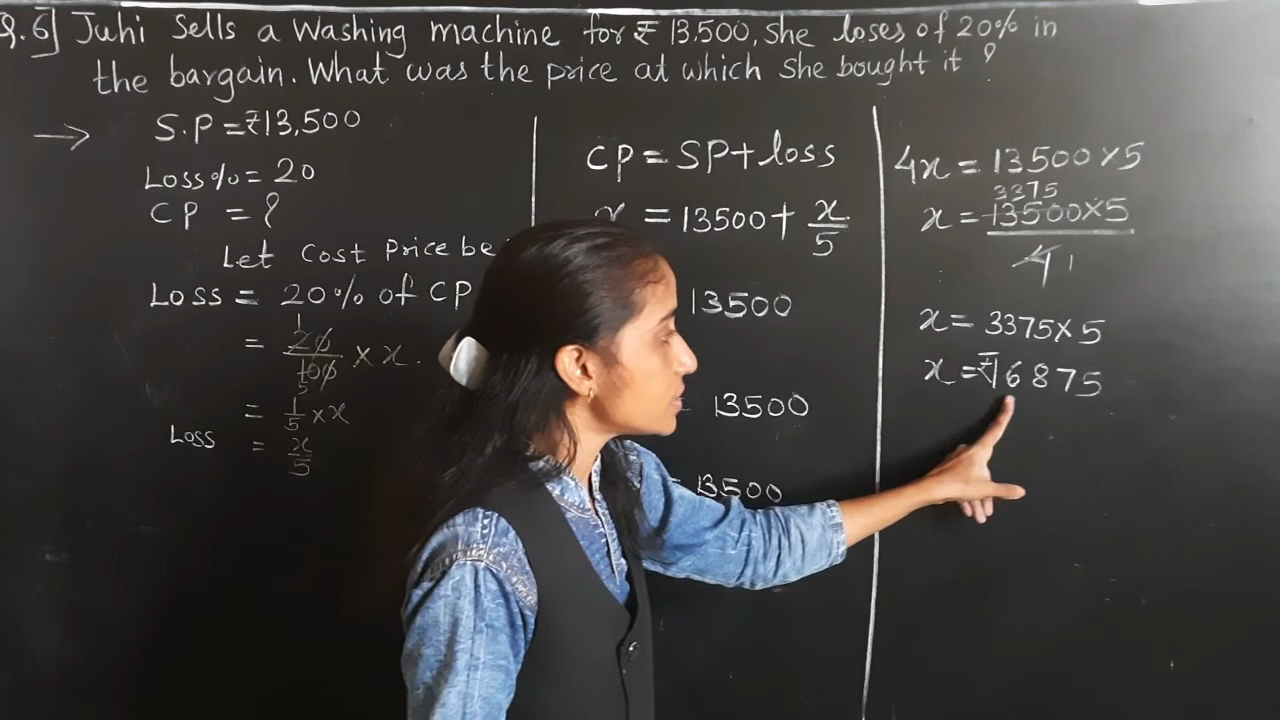 Q.6] Juhi Sells a Washing machine for ₹ 13,500, She loses of 20% in
the bargain. What was the price at which She bought it ?
→ S.P = ₹13,500
Loss% = 20
CP = ?
Let Cost Price be
Loss = 20% of CP
= 20/100 × x.
1
5
= 1/5 × x
Loss = x/5
CP = SP + loss
x = 13500 + x/5
13500
13500
= 13500
4x = 13500 × 5
3375
x = 13500×5 / 4 1
x = 3375 × 5
x = ₹16875